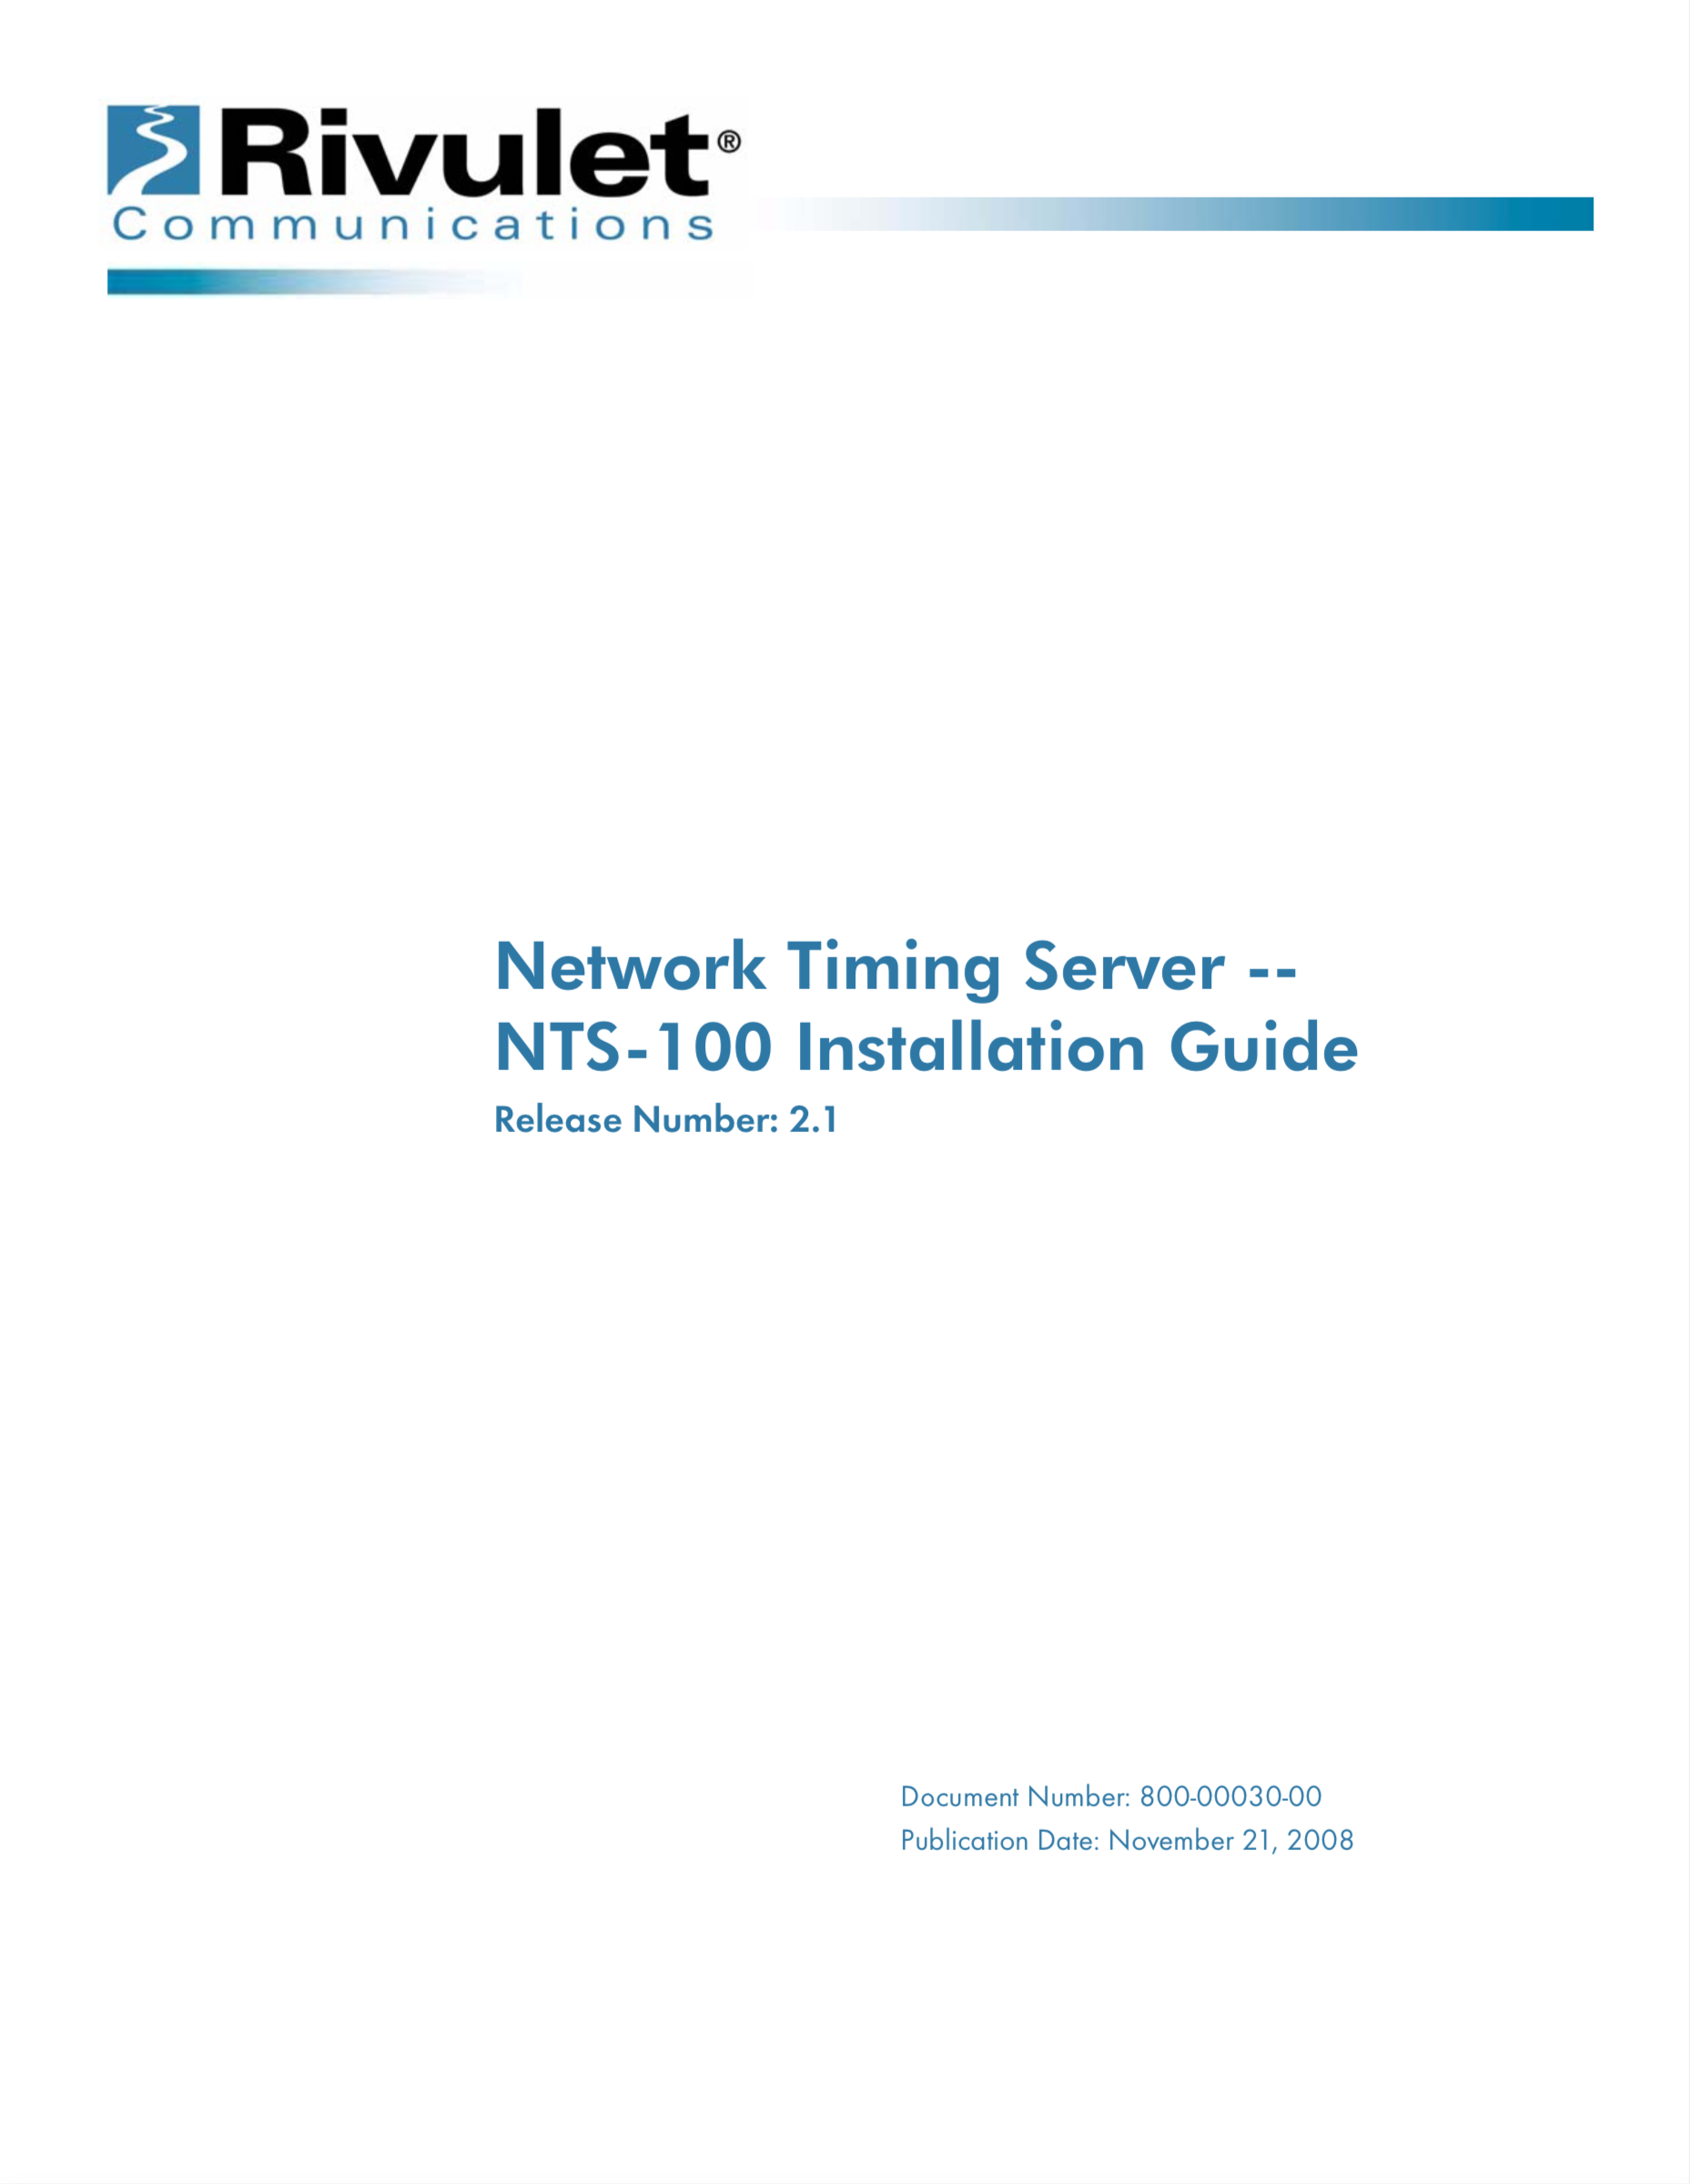 Rivulet®
Communications
Network Timing Server --
NTS-100 Installation Guide
Release Number: 2.1
Document Number: 800-00030-00
Publication Date: November 21, 2008